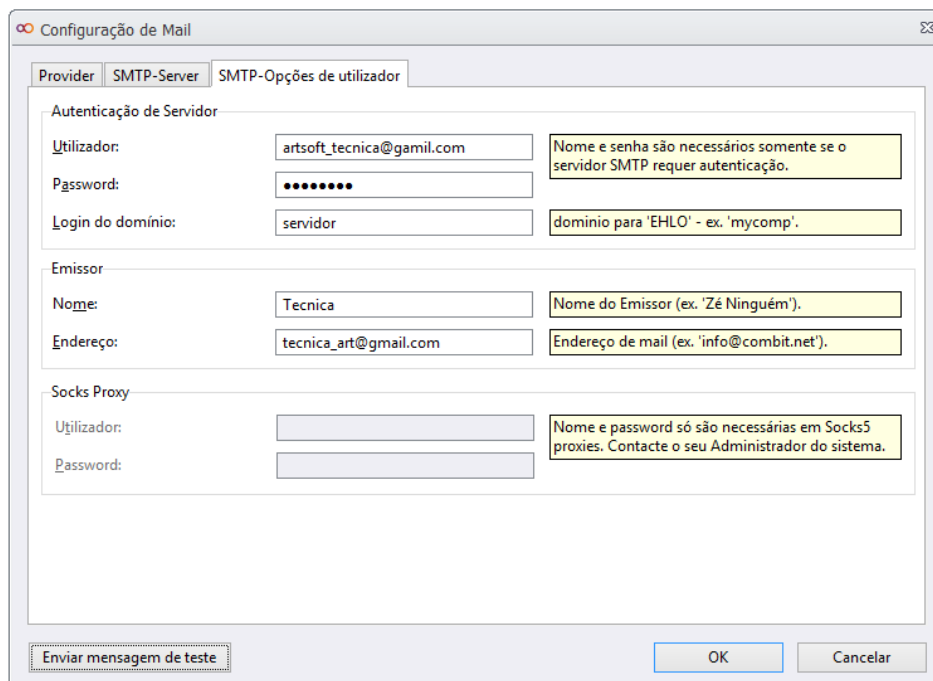 Configuração de Mail
Provider SMTP-Server SMTP-Opções de utilizador
Autenticação de Servidor
Utilizador: artsoft_tecnica@gamil.com Nome e senha são necessários somente se o
servidor SMTP requer autenticação.
Password: ●●●●●●●●
Login do domínio: servidor dominio para 'EHLO' - ex. 'mycomp'.
Emissor
Nome: Tecnica Nome do Emissor (ex. 'Zé Ninguém').
Endereço: tecnica_art@gmail.com Endereço de mail (ex. 'info@combit.net').
Socks Proxy
Utilizador: Nome e password só são necessárias em Socks5
proxies. Contacte o seu Administrador do sistema.
Password:
Enviar mensagem de teste OK Cancelar